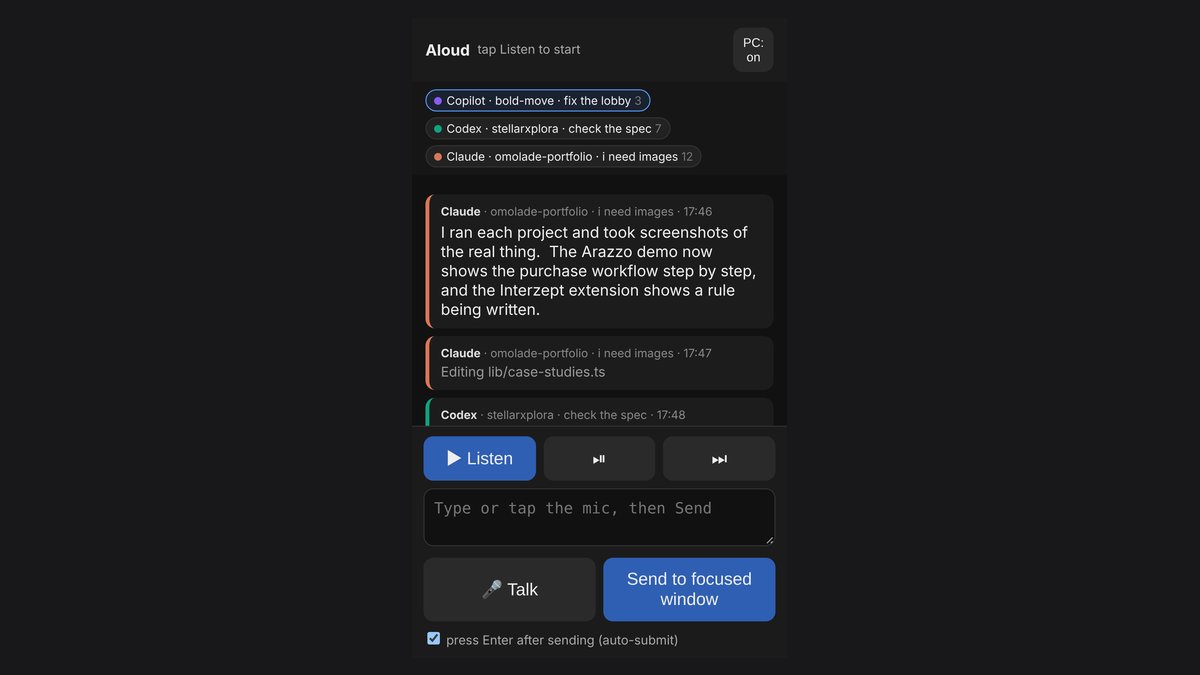 Aloud tap Listen to start
PC:
on
Copilot · bold-move · fix the lobby 3
Codex · stellarxplora · check the spec 7
Claude · omolade-portfolio · i need images 12
Claude · omolade-portfolio · i need images · 17:46
I ran each project and took screenshots of
the real thing.  The Arazzo demo now
shows the purchase workflow step by step,
and the Interzept extension shows a rule
being written.
Claude · omolade-portfolio · i need images · 17:47
Editing lib/case-studies.ts
Codex · stellarxplora · check the spec · 17:48
Listen
Type or tap the mic, then Send
Talk
Send to focused
window
press Enter after sending (auto-submit)